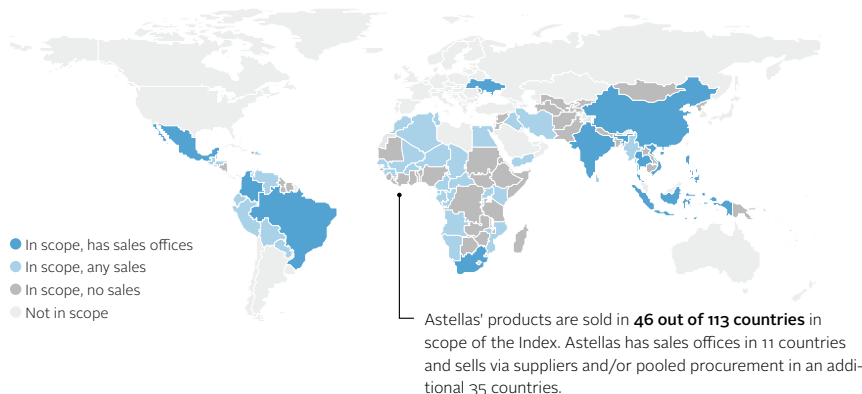 In scope, has sales offices
In scope, any sales
In scope, no sales
Not in scope
Astellas’ products are sold in 46 out of 113 countries in
scope of the Index. Astellas has sales offices in 11 countries
and sells via suppliers and/or pooled procurement in an addi-
tional 35 countries.